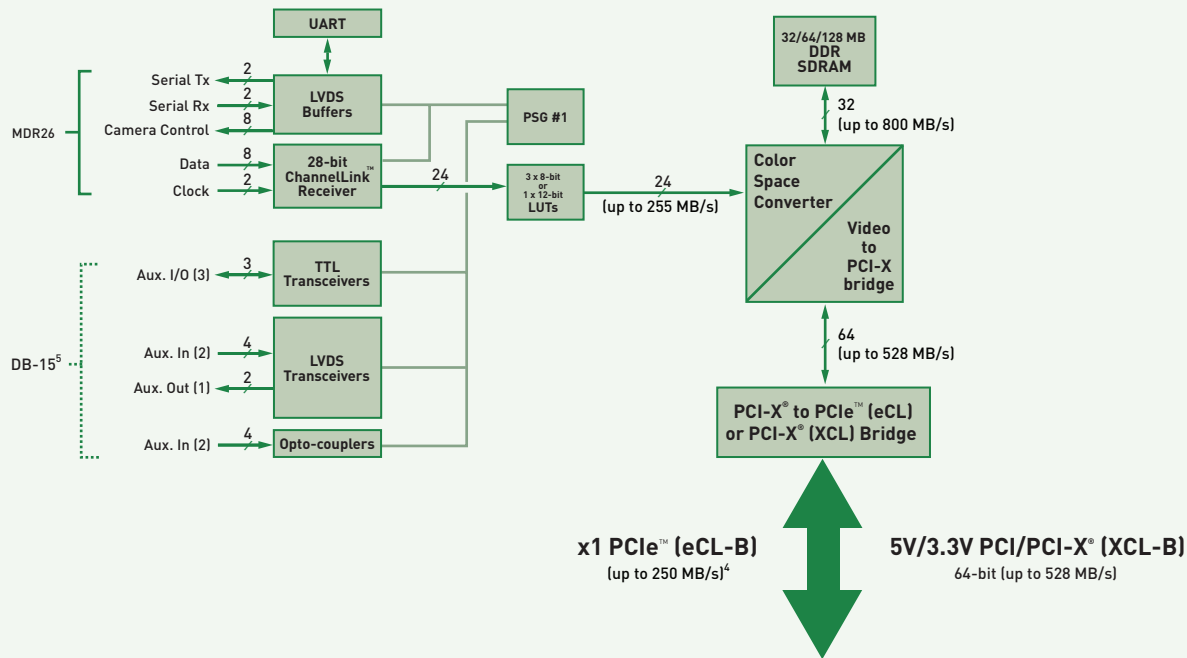 UART
32/64/128 MB
DDR
SDRAM
MDR26
Serial Tx
2
Serial Rx
2
Camera Control
8
LVDS
Buffers
PSG #1
32
(up to 800 MB/s)
Data
8
Clock
2
28-bit
ChannelLink™
Receiver
24
3 x 8-bit
or
1 x 12-bit
LUTs
24
(up to 255 MB/s)
Color
Space
Converter
Video
to
PCI-X
bridge
DB-15⁵
Aux. I/O (3)
3
TTL
Transceivers
Aux. In (2)
4
Aux. Out (1)
2
LVDS
Transceivers
Aux. In (2)
4
Opto-couplers
64
(up to 528 MB/s)
PCI-X® to PCIe™ (eCL)
or PCI-X® (XCL) Bridge
x1 PCIe™ (eCL-B)
(up to 250 MB/s)⁴
5V/3.3V PCI/PCI-X® (XCL-B)
64-bit (up to 528 MB/s)